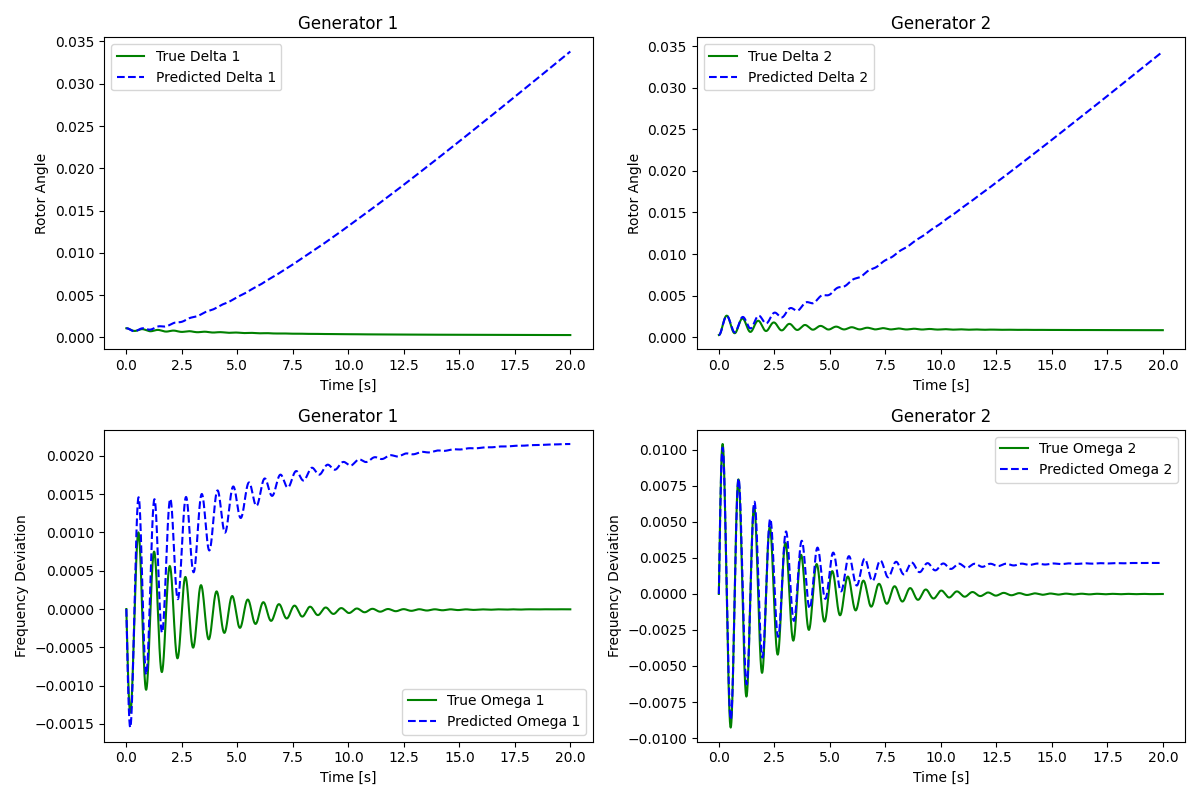 Generator 1
Generator 2
0.035
0.030
0.025
0.020
0.015
0.010
0.005
0.000
Rotor Angle
True Delta 1
Predicted Delta 1
0.0 2.5 5.0 7.5 10.0 12.5 15.0 17.5 20.0
Time [s]
0.035
0.030
0.025
0.020
0.015
0.010
0.005
0.000
Rotor Angle
True Delta 2
Predicted Delta 2
0.0 2.5 5.0 7.5 10.0 12.5 15.0 17.5 20.0
Time [s]
Generator 1
Generator 2
0.0020
0.0015
0.0010
0.0005
0.0000
−0.0005
−0.0010
−0.0015
Frequency Deviation
True Omega 1
Predicted Omega 1
0.0 2.5 5.0 7.5 10.0 12.5 15.0 17.5 20.0
Time [s]
0.0100
0.0075
0.0050
0.0025
0.0000
−0.0025
−0.0050
−0.0075
−0.0100
Frequency Deviation
True Omega 2
Predicted Omega 2
0.0 2.5 5.0 7.5 10.0 12.5 15.0 17.5 20.0
Time [s]